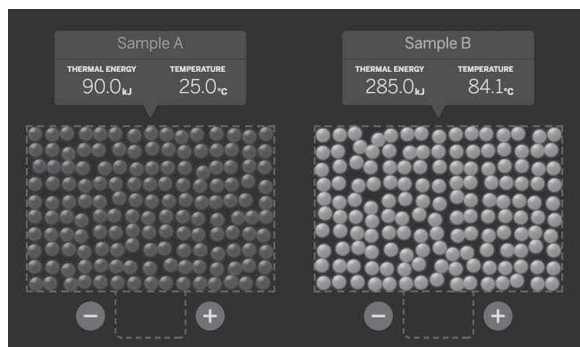 Sample A
THERMAL ENERGY TEMPERATURE
90.0kJ 25.0°C
Sample B
THERMAL ENERGY TEMPERATURE
285.0kJ 84.1°C
− +
− +